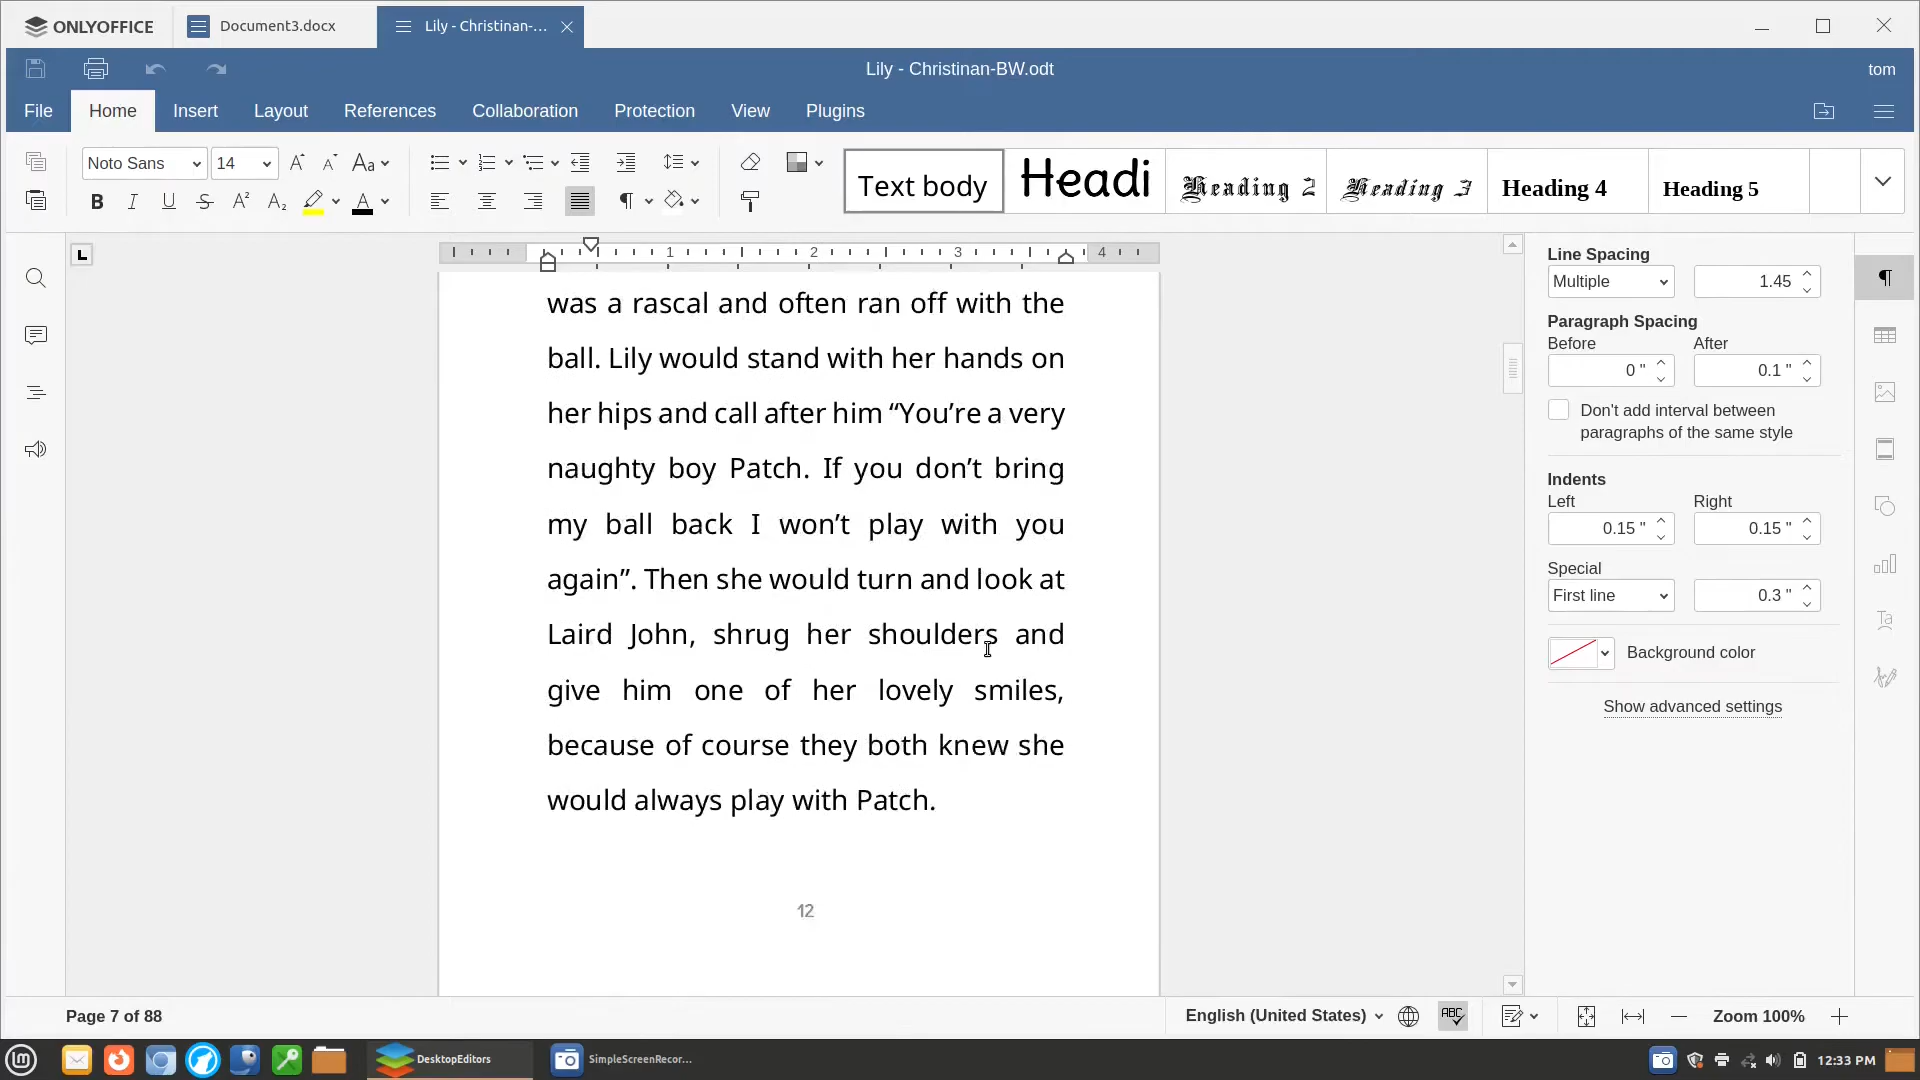 ONLYOFFICE Document3.docx Lily - Christinan-...
Lily - Christinan-BW.odt tom
File Home Insert Layout References Collaboration Protection View Plugins
Noto Sans 14 Aa
Text body Headi Heading 2 Heading 3 Heading 4 Heading 5
B I U S A² A₂ A
L 1 2 3 4
was a rascal and often ran off with the
ball. Lily would stand with her hands on
her hips and call after him “You’re a very
naughty boy Patch. If you don’t bring
my ball back I won’t play with you
again”. Then she would turn and look at
Laird John, shrug her shoulders and
give him one of her lovely smiles,
because of course they both knew she
would always play with Patch.
12
Line Spacing
Multiple 1.45
Paragraph Spacing
Before After
0 " 0.1 "
Don't add interval between
paragraphs of the same style
Indents
Left Right
0.15 " 0.15 "
Special
First line 0.3 "
Background color
Show advanced settings
Page 7 of 88 English (United States) ABC Zoom 100%
DesktopEditors SimpleScreenRecor... 12:33 PM